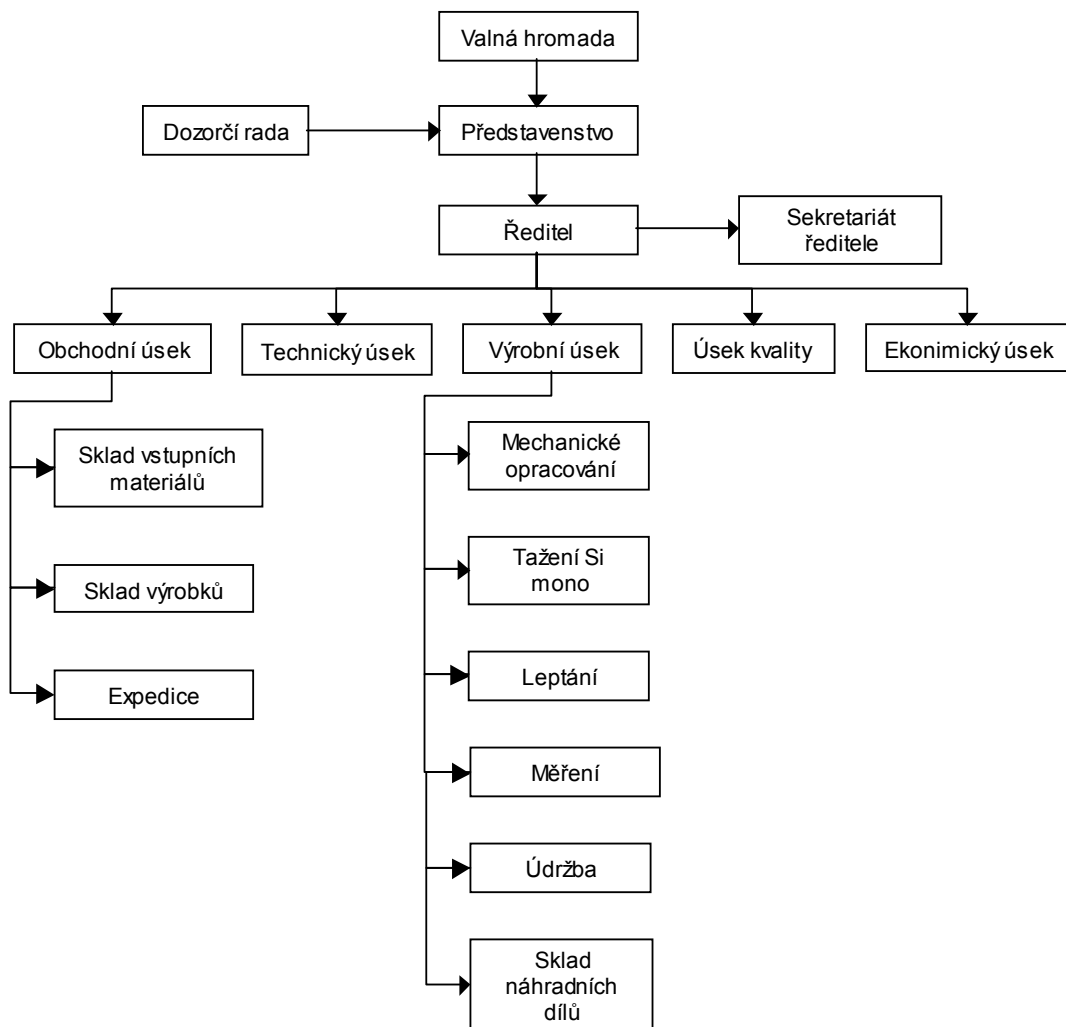 Valná hromada
Dozorčí rada
Představenstvo
Ředitel
Sekretariát
ředitele
Obchodní úsek
Technický úsek
Výrobní úsek
Úsek kvality
Ekonimický úsek
Sklad vstupních
materiálů
Sklad výrobků
Expedice
Mechanické
opracování
Tažení Si
mono
Leptání
Měření
Údržba
Sklad
náhradních
dílů